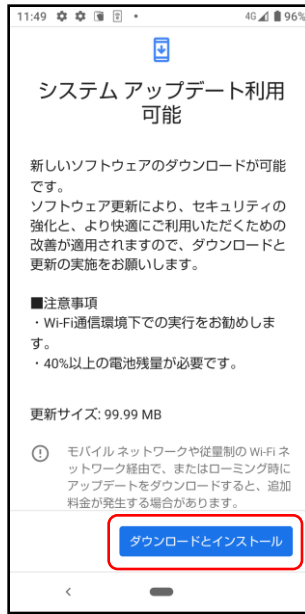 11:49 4G 96%
システム アップデート利用
可能
新しいソフトウェアのダウンロードが可能
です。
ソフトウェア更新により、セキュリティの
強化と、より快適にご利用いただくための
改善が適用されますので、ダウンロードと
更新の実施をお願いします。
■注意事項
・Wi-Fi通信環境下での実行をお勧めしま
す。
・40%以上の電池残量が必要です。
更新サイズ: 99.99 MB
モバイル ネットワークや従量制の Wi-Fi ネ
ットワーク経由で、またはローミング時に
アップデートをダウンロードすると、追加
料金が発生する場合があります。
ダウンロードとインストール